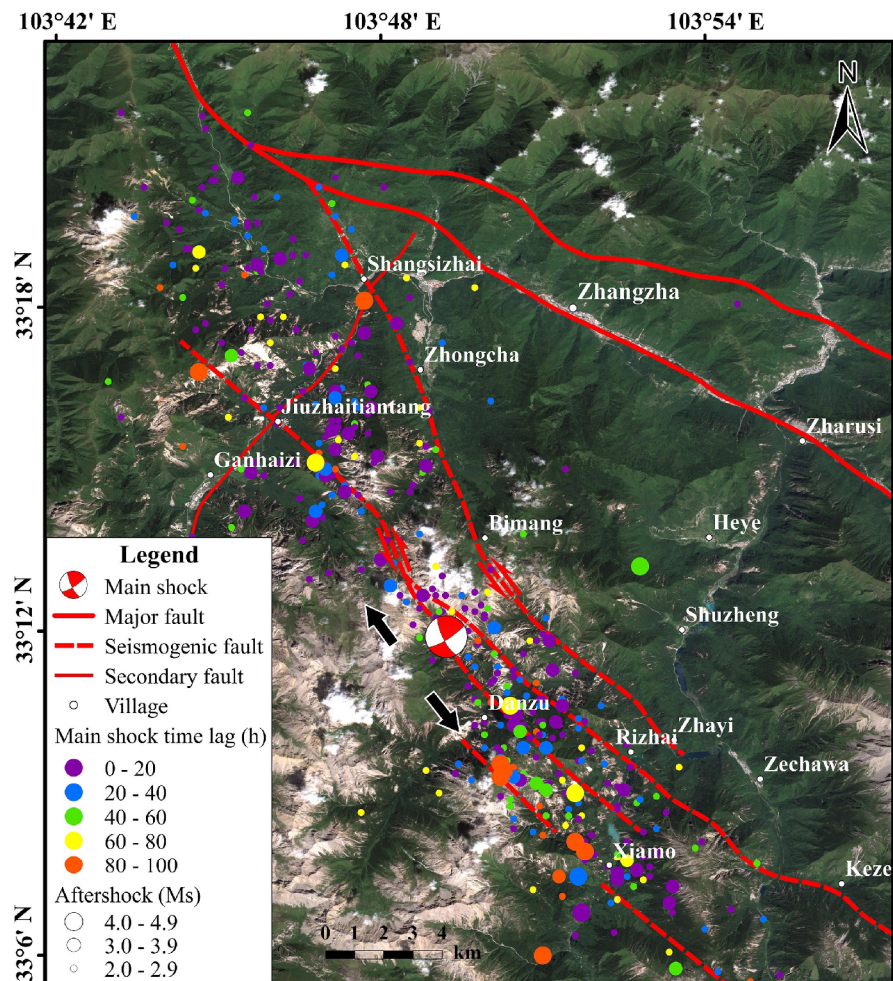 103°42' E
103°48' E
103°54' E
N
33°18' N
33°12' N
33°6' N
Shangsizhai
Zhangzha
Zhongcha
Jiuzhaitiantang
Zharusi
Ganhaizi
Bimang
Heye
Shuzheng
Danzu
Rizhai
Zhayi
Zechawa
Xiamo
Keze
Legend
Main shock
Major fault
Seismogenic fault
Secondary fault
Village
Main shock time lag (h)
0 - 20
20 - 40
40 - 60
60 - 80
80 - 100
Aftershock (Ms)
4.0 - 4.9
3.0 - 3.9
2.0 - 2.9
0 1 2 3 4
km